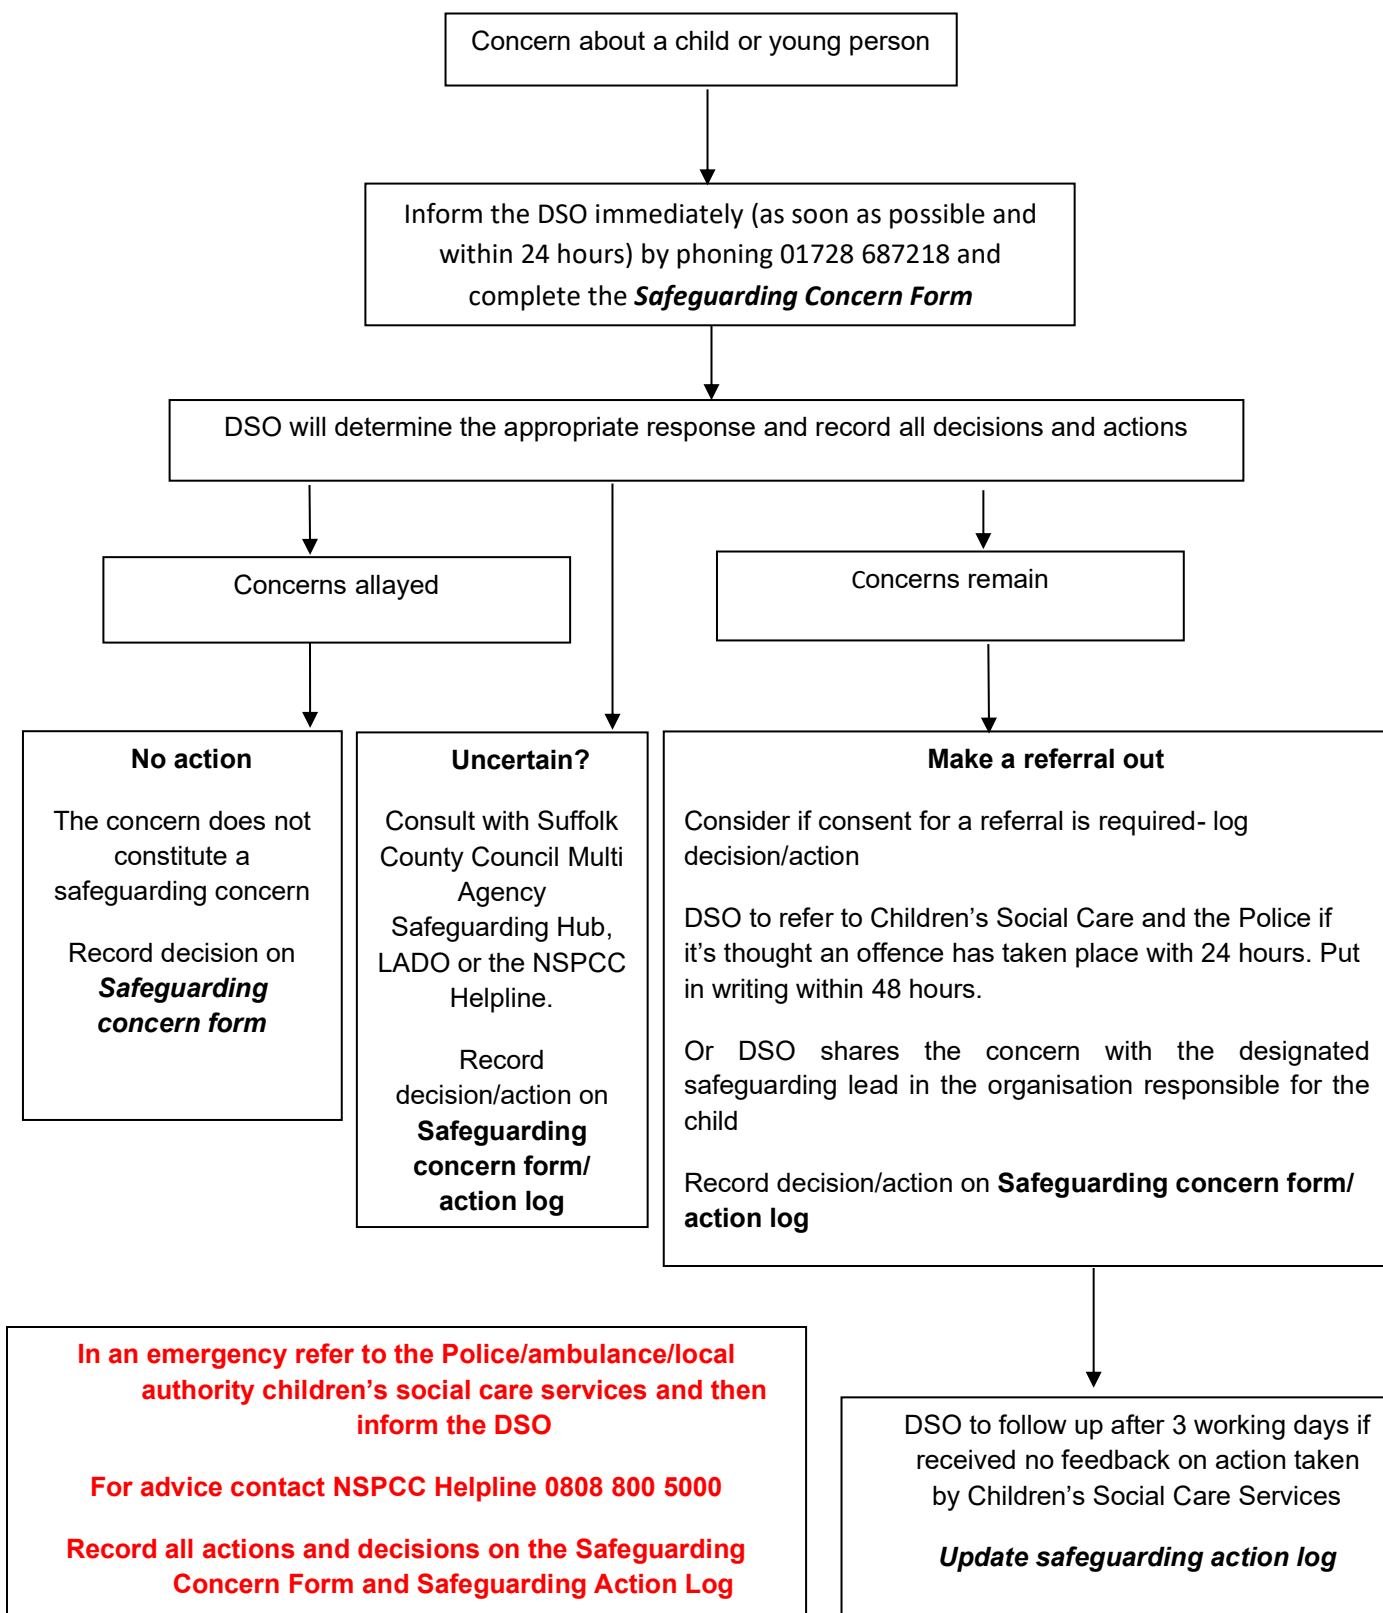 Concern about a child or young person
Inform the DSO immediately (as soon as possible and
within 24 hours) by phoning 01728 687218 and
complete the Safeguarding Concern Form
DSO will determine the appropriate response and record all decisions and actions
Concerns allayed
Concerns remain
No action
The concern does not
constitute a
safeguarding concern
Record decision on
Safeguarding
concern form
Uncertain?
Consult with Suffolk
County Council Multi
Agency
Safeguarding Hub,
LADO or the NSPCC
Helpline.
Record
decision/action on
Safeguarding
concern form/
action log
Make a referral out
Consider if consent for a referral is required- log
decision/action
DSO to refer to Children’s Social Care and the Police if
it’s thought an offence has taken place with 24 hours. Put
in writing within 48 hours.
Or DSO shares the concern with the designated
safeguarding lead in the organisation responsible for the
child
Record decision/action on Safeguarding concern form/
action log
In an emergency refer to the Police/ambulance/local
authority children’s social care services and then
inform the DSO
For advice contact NSPCC Helpline 0808 800 5000
Record all actions and decisions on the Safeguarding
Concern Form and Safeguarding Action Log
DSO to follow up after 3 working days if
received no feedback on action taken
by Children’s Social Care Services
Update safeguarding action log